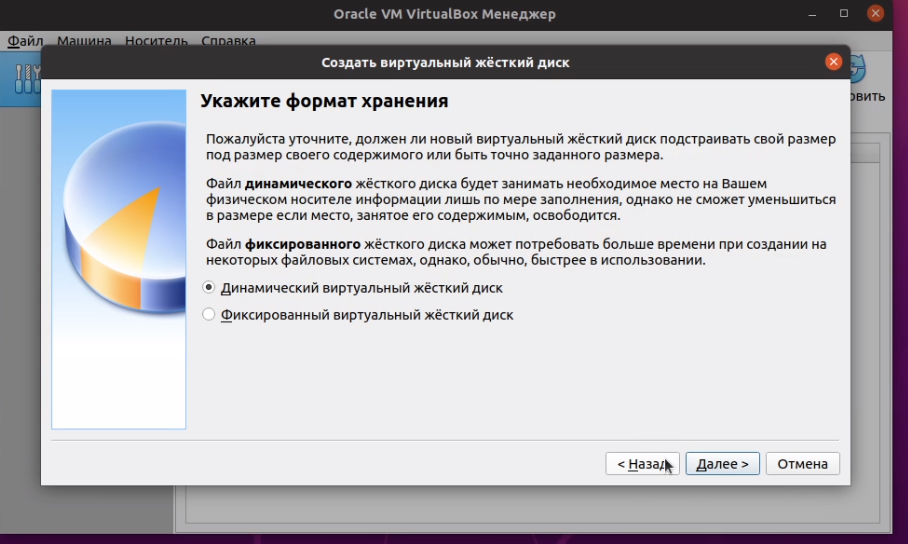 Oracle VM VirtualBox Менеджер
Файл Машина Носитель Справка
Создать виртуальный жёсткий диск
Укажите формат хранения
Пожалуйста уточните, должен ли новый виртуальный жёсткий диск подстраивать свой размер
под размер своего содержимого или быть точно заданного размера.
Файл динамического жёсткого диска будет занимать необходимое место на Вашем
физическом носителе информации лишь по мере заполнения, однако не сможет уменьшиться
в размере если место, занятое его содержимым, освободится.
Файл фиксированного жёсткого диска может потребовать больше времени при создании на
некоторых файловых системах, однако, обычно, быстрее в использовании.
Динамический виртуальный жёсткий диск
Фиксированный виртуальный жёсткий диск
< Назад Далее > Отмена